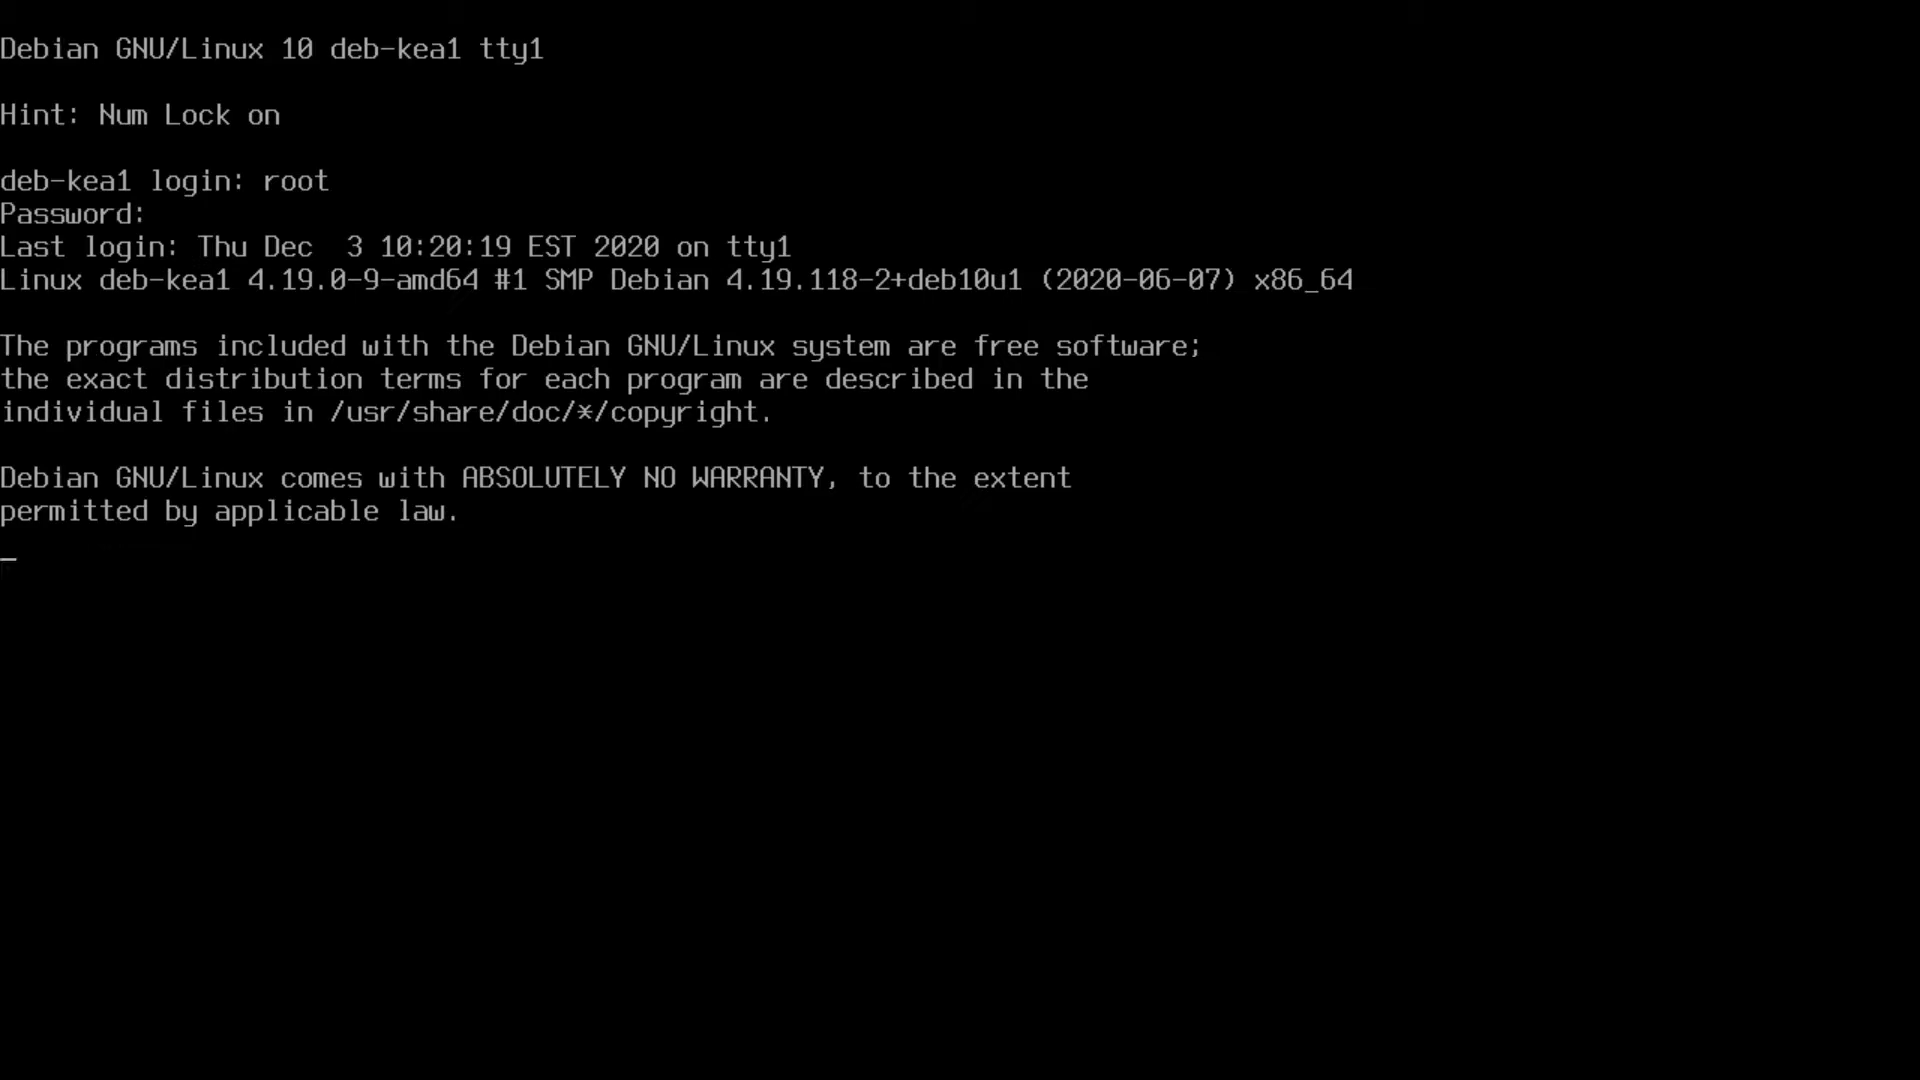 Debian GNU/Linux 10 deb-kea1 tty1
Hint: Num Lock on
deb-kea1 login: root
Password:
Last login: Thu Dec  3 10:20:19 EST 2020 on tty1
Linux deb-kea1 4.19.0-9-amd64 #1 SMP Debian 4.19.118-2+deb10u1 (2020-06-07) x86_64
The programs included with the Debian GNU/Linux system are free software;
the exact distribution terms for each program are described in the
individual files in /usr/share/doc/*/copyright.
Debian GNU/Linux comes with ABSOLUTELY NO WARRANTY, to the extent
permitted by applicable law.